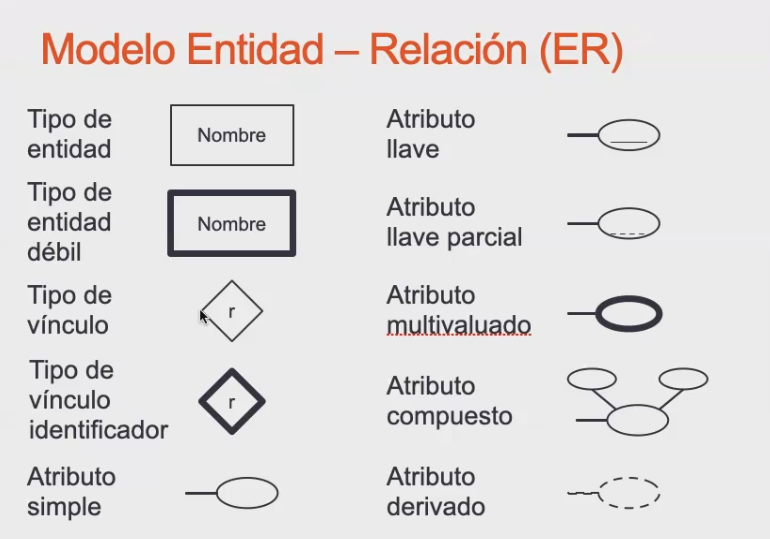 Modelo Entidad – Relación (ER)
Tipo de
entidad
Nombre
Tipo de
entidad
débil
Nombre
Tipo de
vínculo
r
Tipo de
vínculo
identificador
r
Atributo
simple
Atributo
llave
Atributo
llave parcial
Atributo
multivaluado
Atributo
compuesto
Atributo
derivado